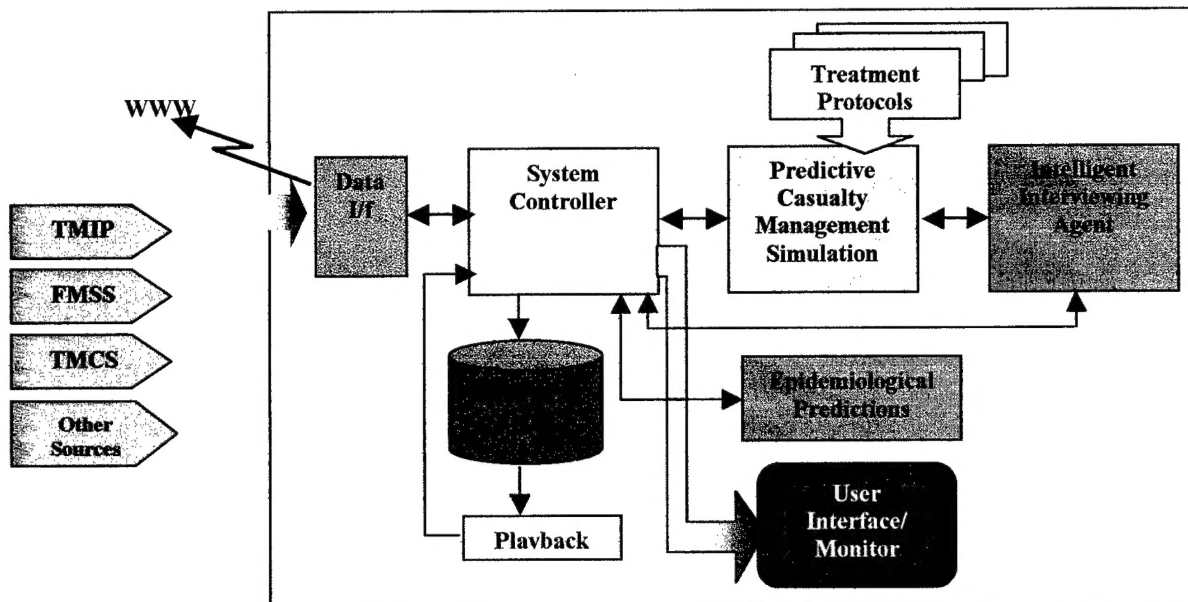 WWW
TMIP
FMSS
TMCS
Other
Sources
Data
I/f
System
Controller
Treatment
Protocols
Predictive
Casualty
Management
Simulation
Intelligent
Interviewing
Agent
Epidemiological
Predictions
User
Interface/
Monitor
Playback